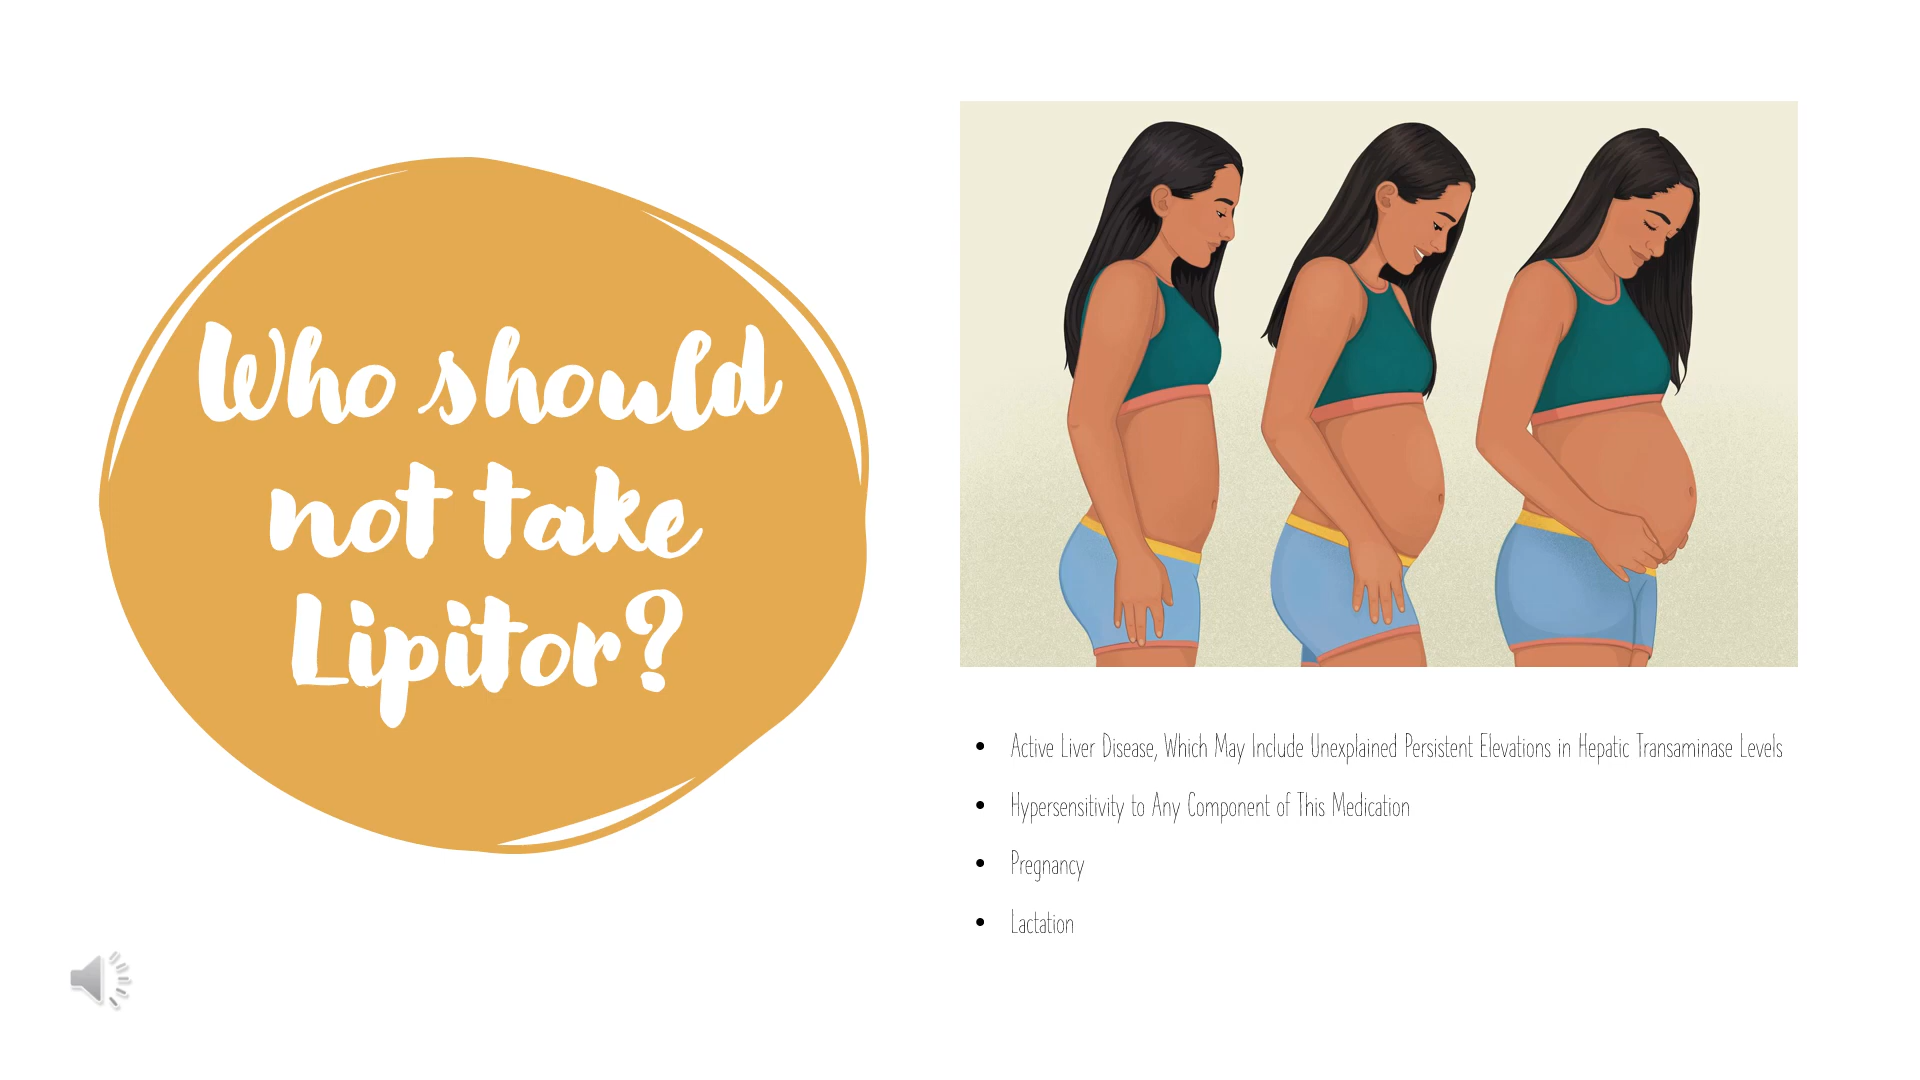 Who should
not take
Lipitor?
• Active Liver Disease, Which May Include Unexplained Persistent Elevations in Hepatic Transaminase Levels
• Hypersensitivity to Any Component of This Medication
• Pregnancy
• Lactation